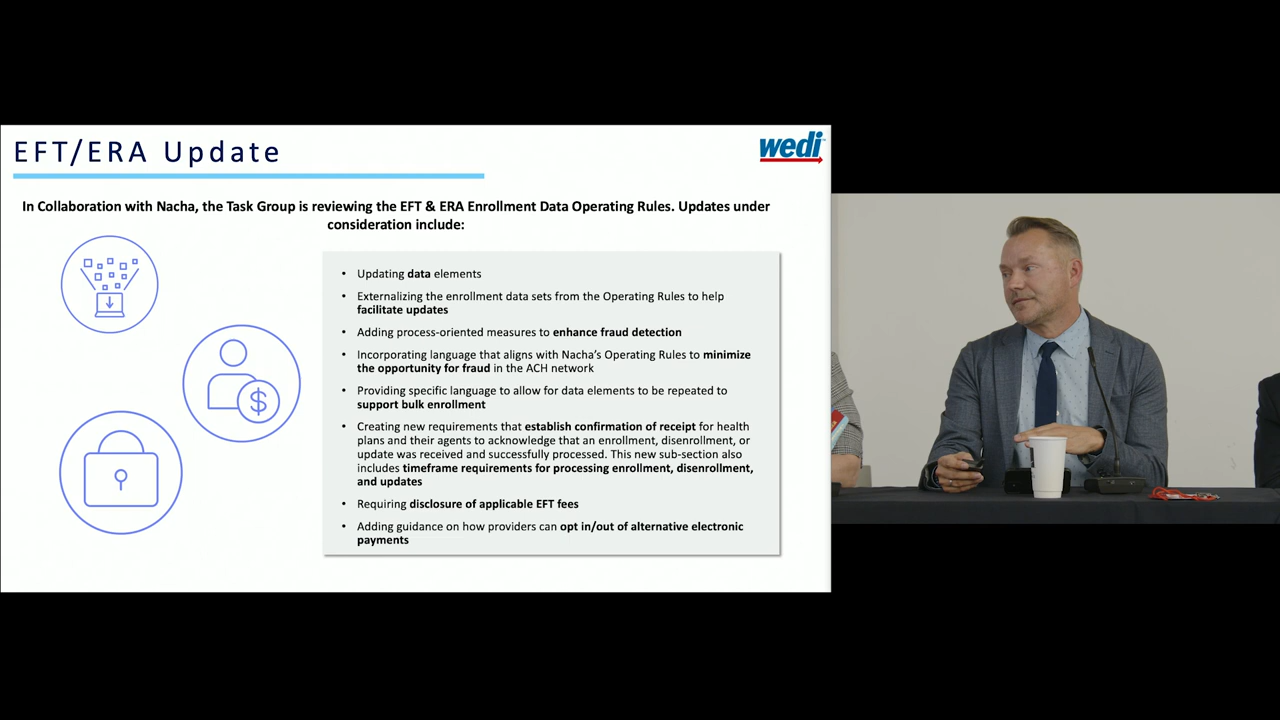 EFT/ERA Update
wedi
In Collaboration with Nacha, the Task Group is reviewing the EFT & ERA Enrollment Data Operating Rules. Updates under
consideration include:
• Updating data elements
• Externalizing the enrollment data sets from the Operating Rules to help
facilitate updates
• Adding process-oriented measures to enhance fraud detection
• Incorporating language that aligns with Nacha's Operating Rules to minimize
the opportunity for fraud in the ACH network
• Providing specific language to allow for data elements to be repeated to
support bulk enrollment
• Creating new requirements that establish confirmation of receipt for health
plans and their agents to acknowledge that an enrollment, disenrollment, or
update was received and successfully processed. This new sub-section also
includes timeframe requirements for processing enrollment, disenrollment,
and updates
• Requiring disclosure of applicable EFT fees
• Adding guidance on how providers can opt in/out of alternative electronic
payments
$